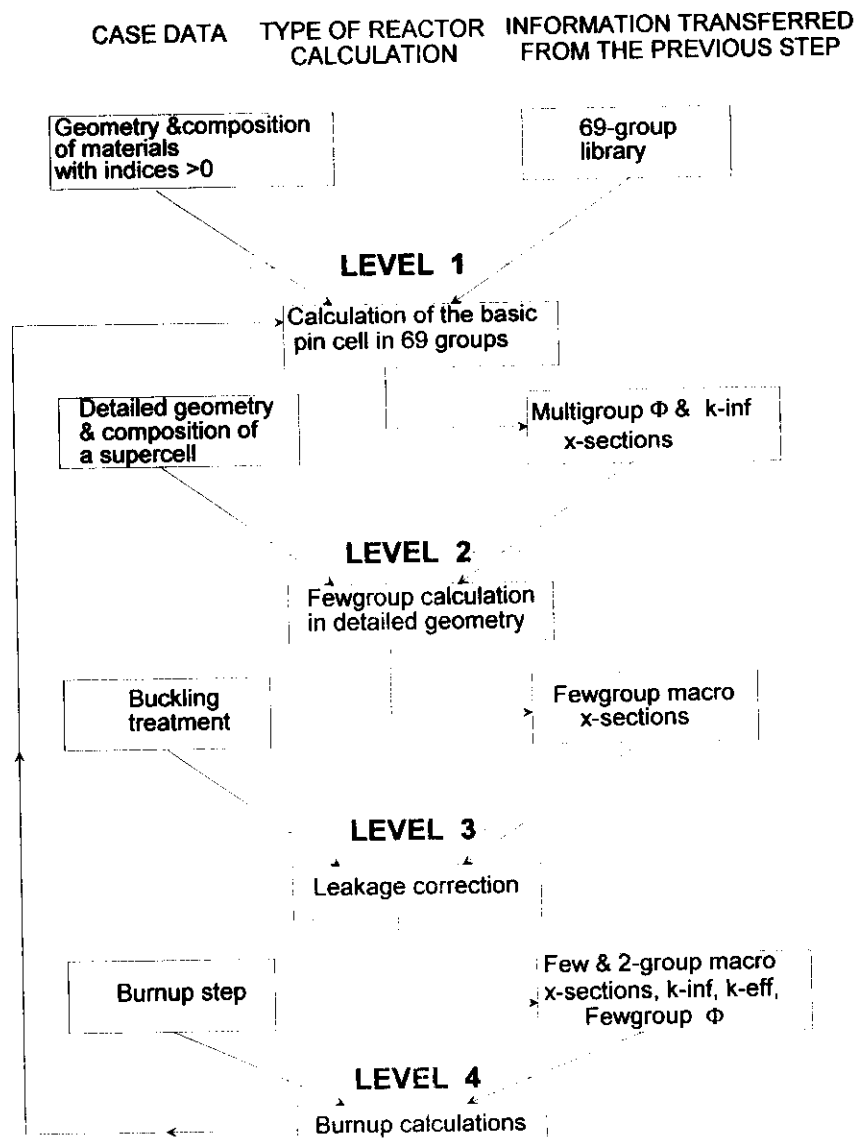 CASE DATA
TYPE OF REACTOR
CALCULATION
INFORMATION TRANSFERRED
FROM THE PREVIOUS STEP
Geometry &composition
of materials
with indices >0
69-group
library
LEVEL 1
Calculation of the basic
pin cell in 69 groups
Detailed geometry
& composition of
a supercell
Multigroup Φ & k-inf
x-sections
LEVEL 2
Fewgroup calculation
in detailed geometry
Buckling
treatment
Fewgroup macro
x-sections
LEVEL 3
Leakage correction
Burnup step
Few & 2-group macro
x-sections, k-inf, k-eff,
Fewgroup Φ
LEVEL 4
Burnup calculations